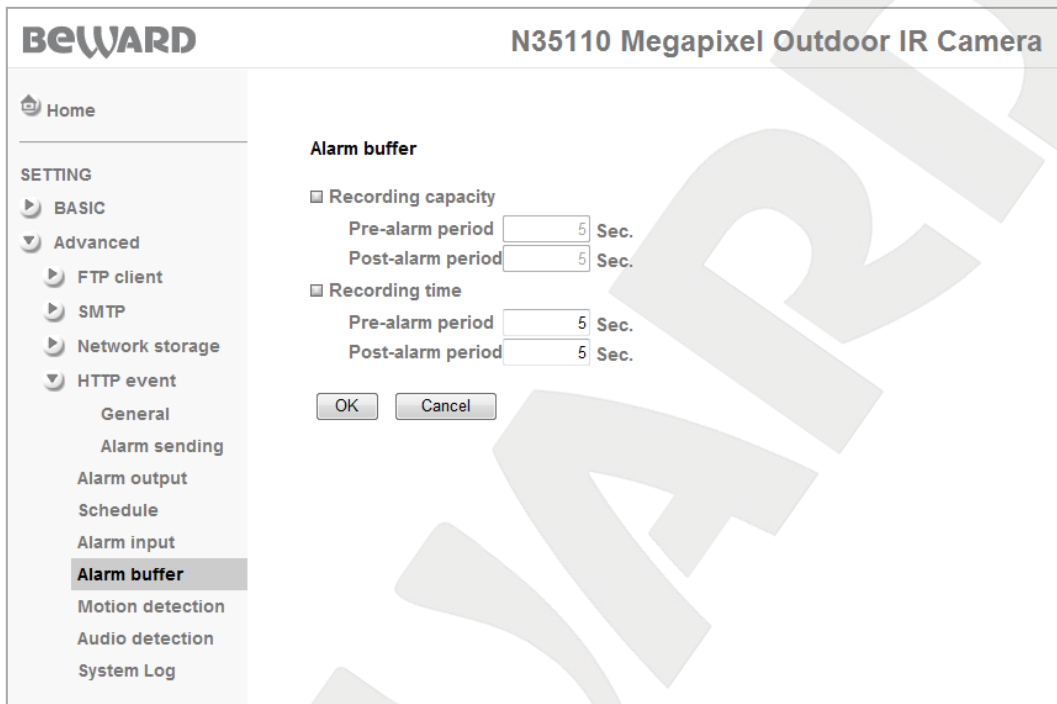 BEWARD
N35110 Megapixel Outdoor IR Camera
Home
SETTING
BASIC
Advanced
FTP client
SMTP
Network storage
HTTP event
General
Alarm sending
Alarm output
Schedule
Alarm input
Alarm buffer
Motion detection
Audio detection
System Log
Alarm buffer
Recording capacity
Pre-alarm period 5 Sec.
Post-alarm period 5 Sec.
Recording time
Pre-alarm period 5 Sec.
Post-alarm period 5 Sec.
OK Cancel